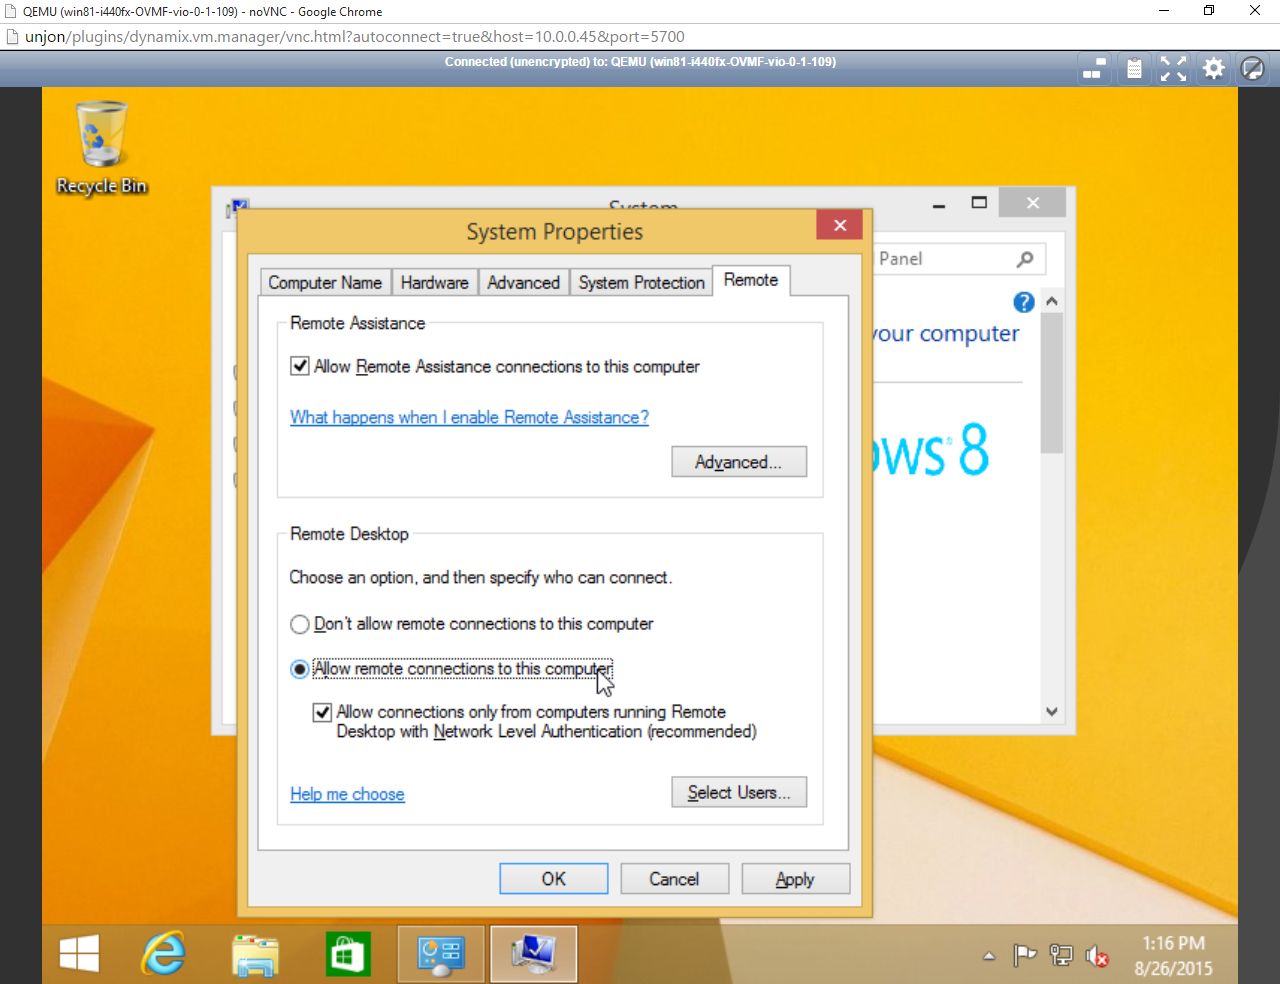 QEMU (win81-i440fx-OVMF-vio-0-1-109) - noVNC - Google Chrome
unjon/plugins/dynamix.vm.manager/vnc.html?autoconnect=true&host=10.0.0.45&port=5700
Connected (unencrypted) to: QEMU (win81-i440fx-OVMF-vio-0-1-109)
Recycle Bin
System
System Properties
Panel
Computer Name
Hardware
Advanced
System Protection
Remote
your computer
Remote Assistance
Allow Remote Assistance connections to this computer
What happens when I enable Remote Assistance?
Advanced...
ows 8
Remote Desktop
Choose an option, and then specify who can connect.
Don't allow remote connections to this computer
Allow remote connections to this computer
Allow connections only from computers running Remote
Desktop with Network Level Authentication (recommended)
Help me choose
Select Users...
OK
Cancel
Apply
1:16 PM
8/26/2015